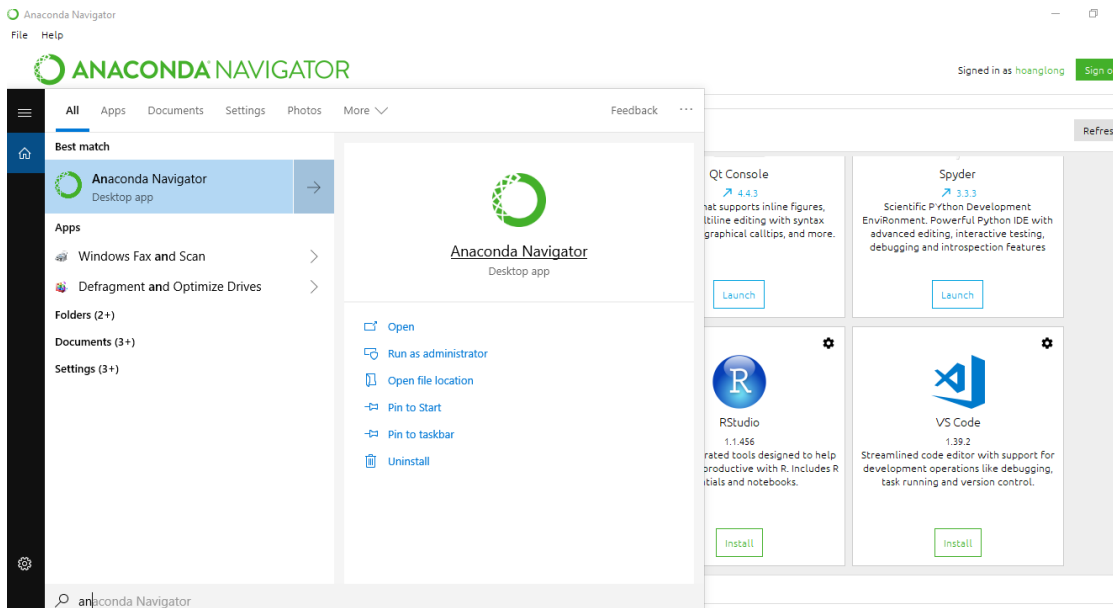 Anaconda Navigator
File Help
ANACONDA NAVIGATOR
Signed in as hoanglong
Sign
All Apps Documents Settings Photos More Feedback ...
Refres
Best match
Anaconda Navigator
Desktop app
Apps
Windows Fax and Scan
Defragment and Optimize Drives
Folders (2+)
Documents (3+)
Settings (3+)
Anaconda Navigator
Desktop app
Open
Run as administrator
Open file location
Pin to Start
Pin to taskbar
Uninstall
anaconda Navigator
Qt Console
4.4.3
hat supports inline figures,
ltiline editing with syntax
graphical calltips, and more.
Launch
Spyder
3.3.3
Scientific PYthon Development
EnviRonment. Powerful Python IDE with
advanced editing, interactive testing,
debugging and introspection features
Launch
R
RStudio
1.1.456
rated tools designed to help
productive with R. Includes R
ntials and notebooks.
Install
VS Code
1.39.2
Streamlined code editor with support for
development operations like debugging,
task running and version control.
Install